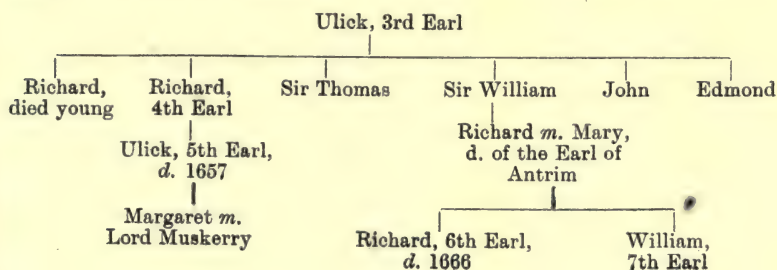 Ulick, 3rd Earl
Richard,
died young
Richard,
4th Earl
Sir Thomas
Sir William
John
Edmond
Ulick, 5th Earl,
d. 1657
Richard m. Mary,
d. of the Earl of
Antrim
Margaret m.
Lord Muskerry
Richard, 6th Earl,
d. 1666
William,
7th Earl